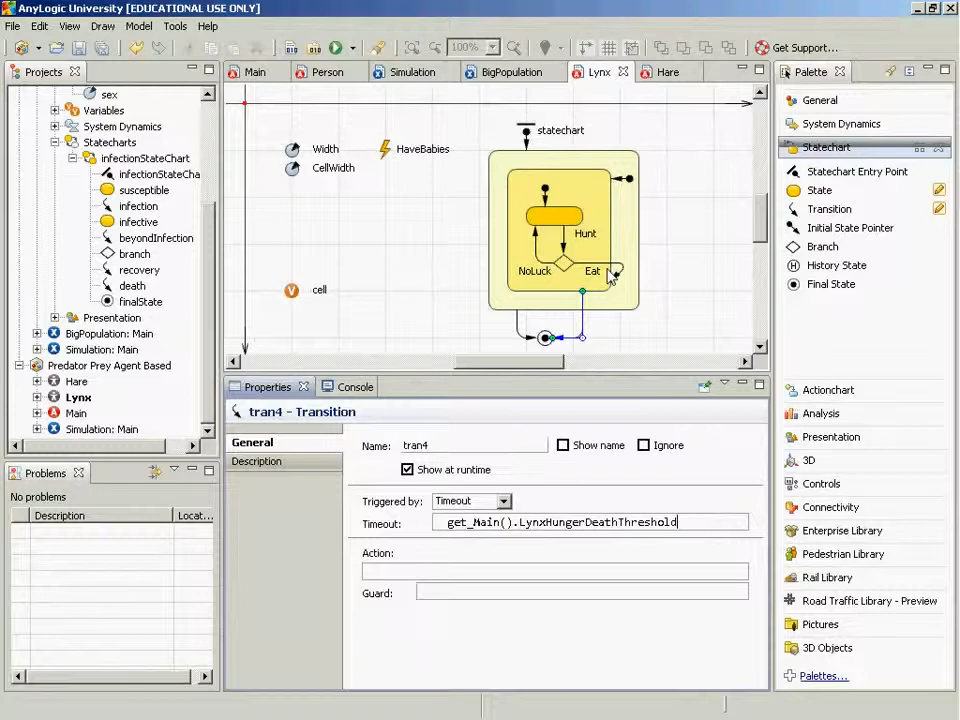 AnyLogic University [EDUCATIONAL USE ONLY]
File Edit View Draw Model Tools Help
100% Get Support...
Projects
Main Person Simulation BigPopulation Lynx Hare
Palette
sex
Variables
System Dynamics
Statecharts
infectionStateChart
infectionStateCha
susceptible
infection
infective
beyondInfection
branch
recovery
death
finalState
Presentation
BigPopulation: Main
Simulation: Main
Predator Prey Agent Based
Hare
Lynx
Main
Simulation: Main
Width
CellWidth
HaveBabies
cell
statechart
Hunt
NoLuck
Eat
General
System Dynamics
Statechart
Statechart Entry Point
State
Transition
Initial State Pointer
Branch
History State
Final State
Actionchart
Analysis
Presentation
3D
Controls
Connectivity
Enterprise Library
Pedestrian Library
Rail Library
Road Traffic Library - Preview
Pictures
3D Objects
Palettes...
Problems
No problems
Description Locat...
Properties Console
tran4 - Transition
General
Description
Name: tran4 Show name Ignore
Show at runtime
Triggered by: Timeout
Timeout: get_Main().LynxHungerDeathThreshold
Action:
Guard: